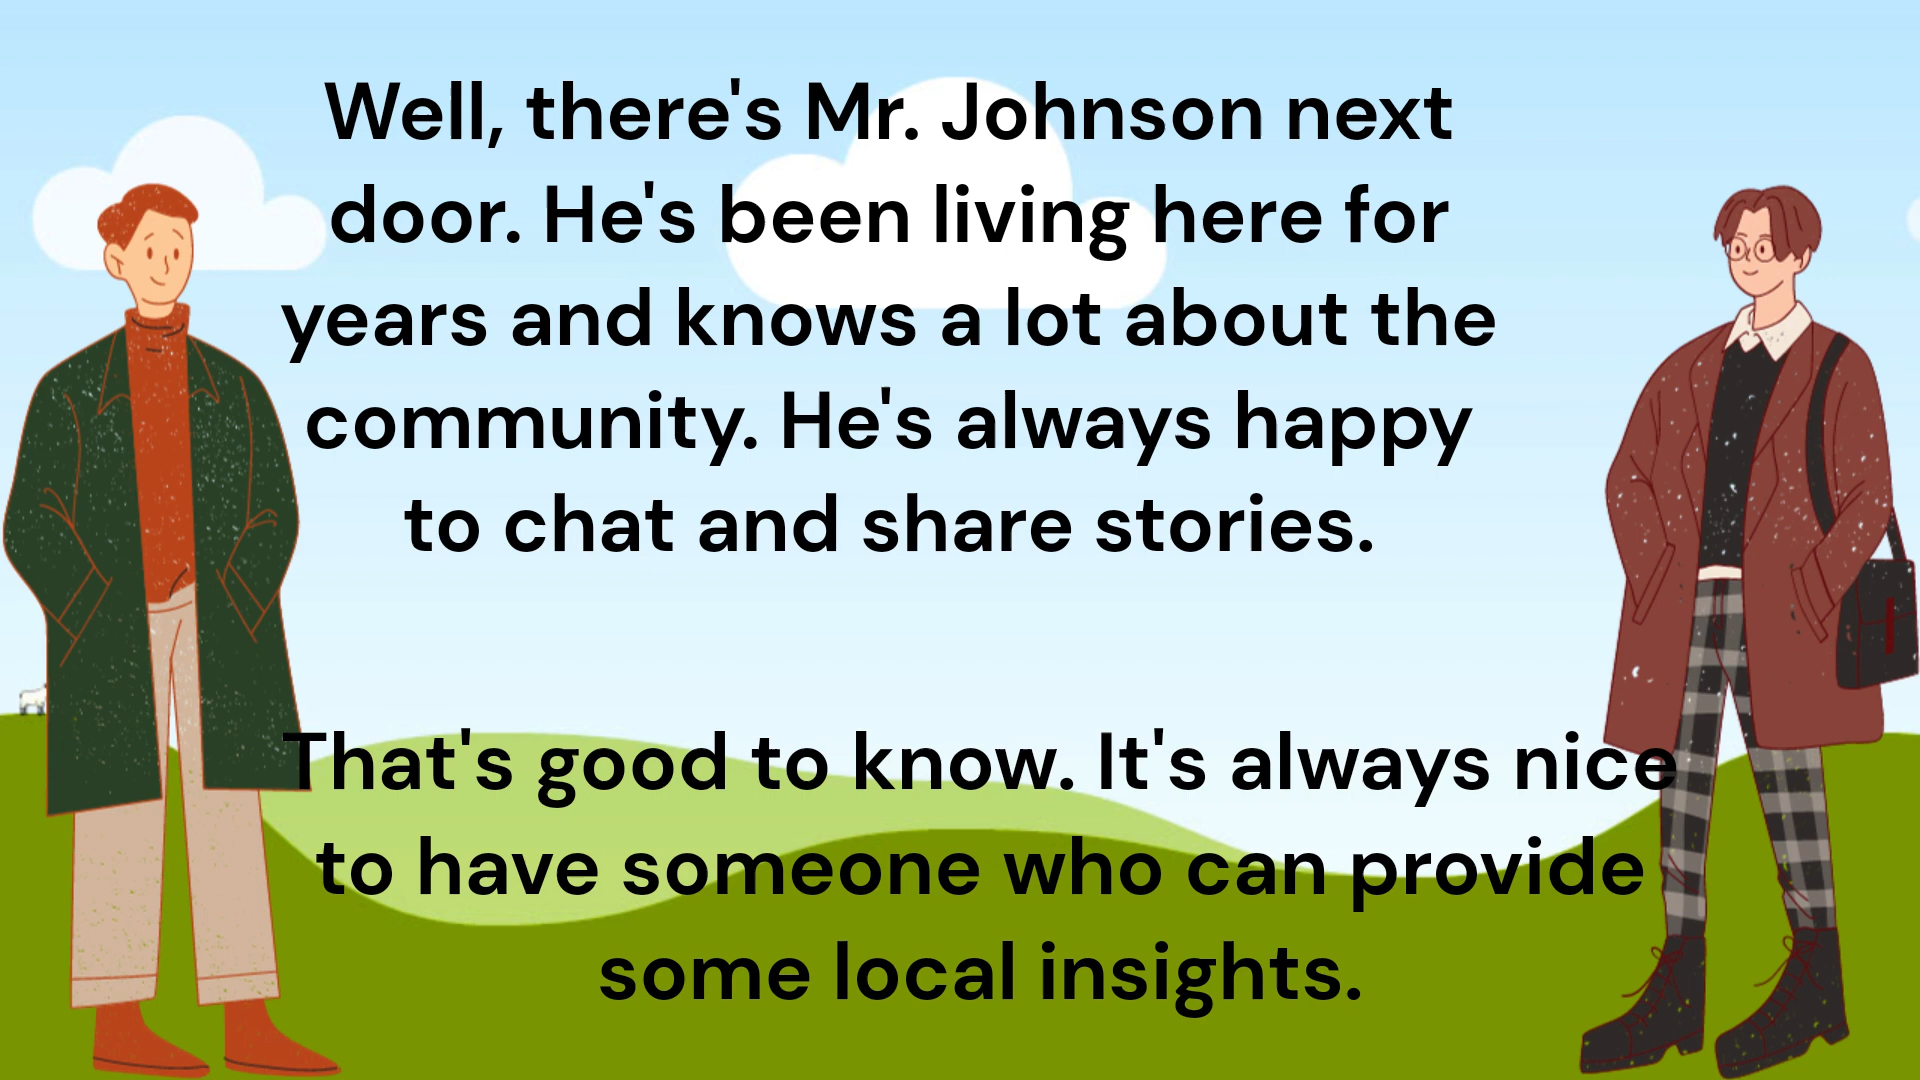 Well, there's Mr. Johnson next
door. He's been living here for
years and knows a lot about the
community. He's always happy
to chat and share stories.
That's good to know. It's always nice
to have someone who can provide
some local insights.